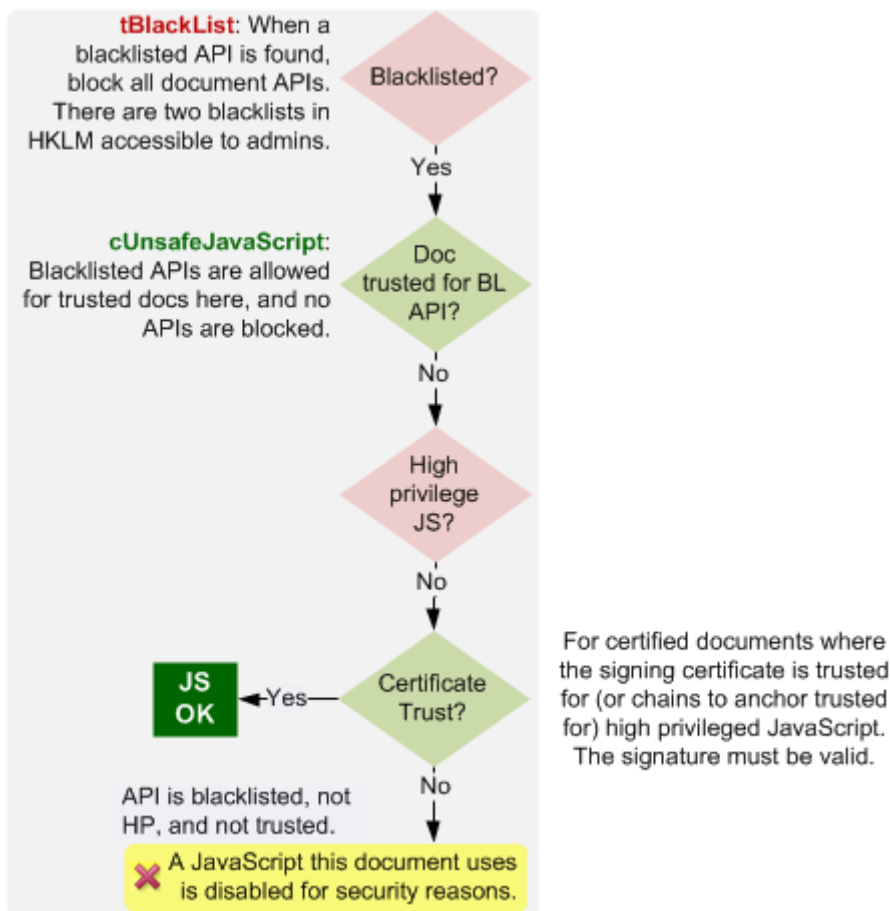 tBlackList: When a
blacklisted API is found,
block all document APIs.
There are two blacklists in
HKLM accessible to admins.
Blacklisted?
Yes
cUnsafeJavaScript:
Blacklisted APIs are allowed
for trusted docs here, and no
APIs are blocked.
Doc
trusted for BL
API?
No
High
privilege
JS?
No
Certificate
Trust?
Yes
JS
OK
For certified documents where
the signing certificate is trusted
for (or chains to anchor trusted
for) high privileged JavaScript.
The signature must be valid.
No
API is blacklisted, not
HP, and not trusted.
A JavaScript this document uses
is disabled for security reasons.